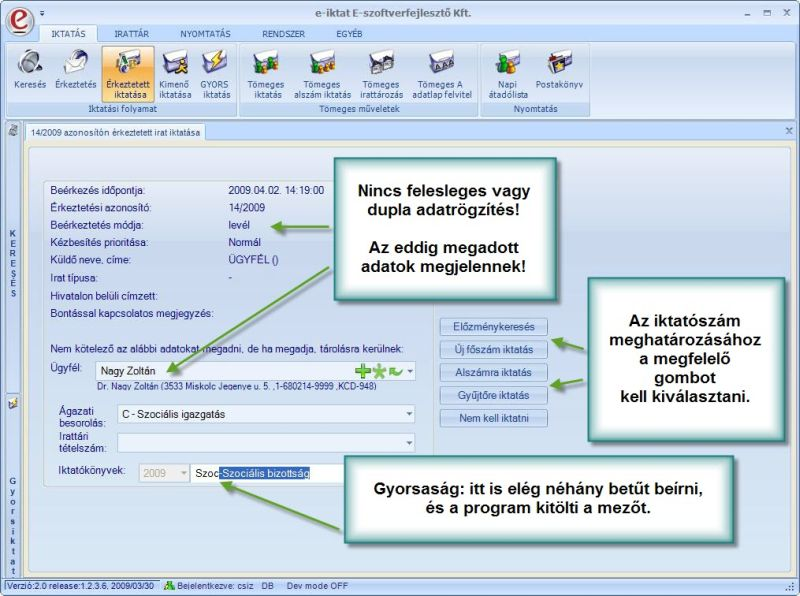 e-iktat E-szoftverfejlesztő Kft.
IKTATÁS IRATTÁR NYOMTATÁS RENDSZER EGYÉB
Keresés
Érkeztetés
Érkeztetett iktatása
Kimenő iktatása
GYORS iktatás
Iktatási folyamat
Tömeges iktatás
Tömeges alszám iktatás
Tömeges irattározás
Tömeges A adatlap felvitel
Tömeges műveletek
Napi átadólista
Postakönyv
Nyomtatás
14/2009 azonosítón érkeztetett irat iktatása
KERESÉS
Gyorsiktat
Beérkezés időpontja: 2009.04.02. 14:19:00
Érkeztetési azonosító: 14/2009
Beérkeztetés módja: levél
Kézbesítés prioritása: Normál
Küldő neve, címe: ÜGYFÉL ()
Irat típusa: -
Hivatalon belüli címzett:
Bontással kapcsolatos megjegyzés:
Nem kötelező az alábbi adatokat megadni, de ha megadja, tárolásra kerülnek:
Ügyfél: Nagy Zoltán
Dr. Nagy Zoltán (3533 Miskolc Jegenye u. 5. ,1-680214-9999 ,KCD-948)
Ágazati besorolás: C - Szociális igazgatás
Irattári tételszám:
Iktatókönyvek: 2009 Szoc-Szociális bizottság
Előzménykeresés
Új főszám iktatás
Alszámra iktatás
Gyűjtőre iktatás
Nem kell iktatni
Nincs felesleges vagy
dupla adatrögzítés!
Az eddig megadott
adatok megjelennek!
Az iktatószám
meghatározásához
a megfelelő
gombot
kell kiválasztani.
Gyorsaság: itt is elég néhány betűt beírni,
és a program kitölti a mezőt.
Verzió:2.0 release:1.2.3.6, 2009/03/30 Bejelentkezve: csiz DB Dev mode OFF